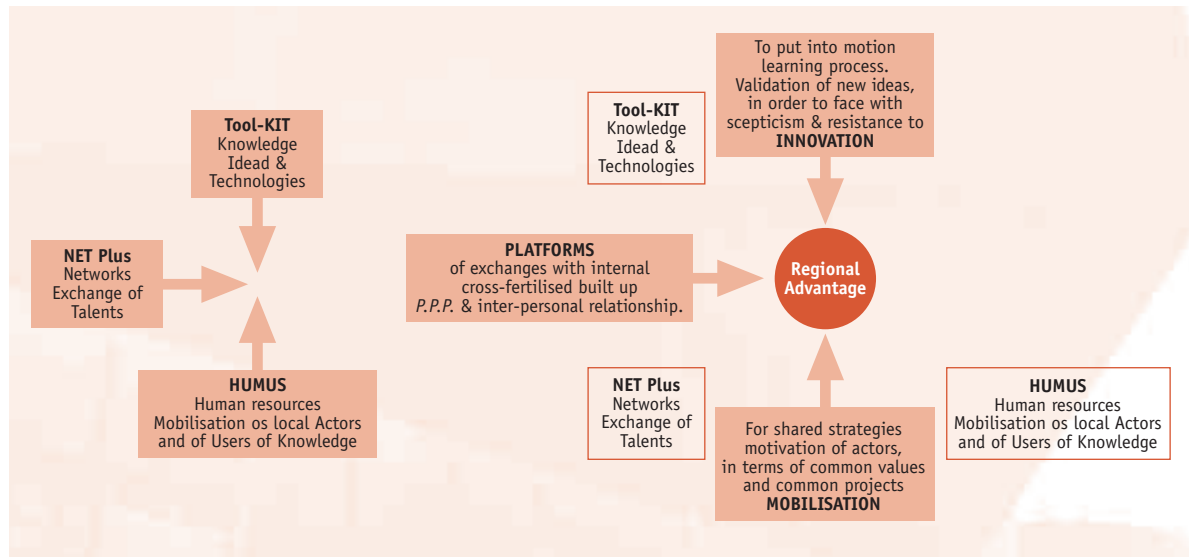 Tool-KIT
Knowledge
Idead &
Technologies
NET Plus
Networks
Exchange of
Talents
HUMUS
Human resources
Mobilisation os local Actors
and of Users of Knowledge
To put into motion
learning process.
Validation of new ideas,
in order to face with
scepticism & resistance to
INNOVATION
Tool-KIT
Knowledge
Idead &
Technologies
PLATFORMS
of exchanges with internal
cross-fertilised built up
P.P.P. & inter-personal relationship.
Regional
Advantage
NET Plus
Networks
Exchange of
Talents
For shared strategies
motivation of actors,
in terms of common values
and common projects
MOBILISATION
HUMUS
Human resources
Mobilisation os local Actors
and of Users of Knowledge